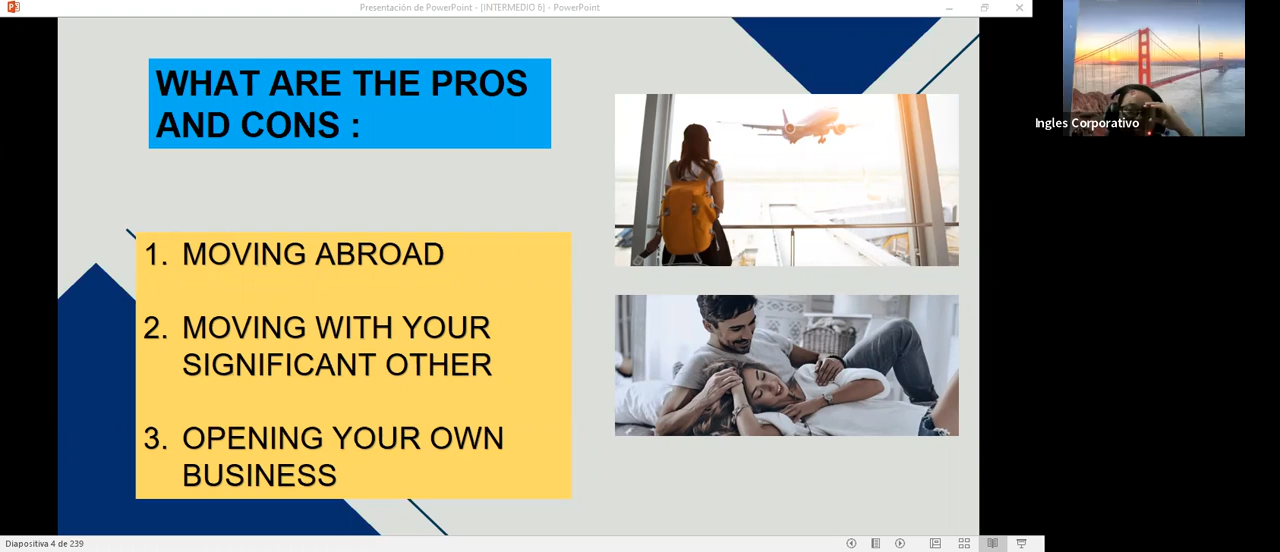 Presentación de PowerPoint - [INTERMEDIO 6] - PowerPoint
WHAT ARE THE PROS
AND CONS :
1. MOVING ABROAD
2. MOVING WITH YOUR
SIGNIFICANT OTHER
3. OPENING YOUR OWN
BUSINESS
Ingles Corporativo
Diapositiva 4 de 239